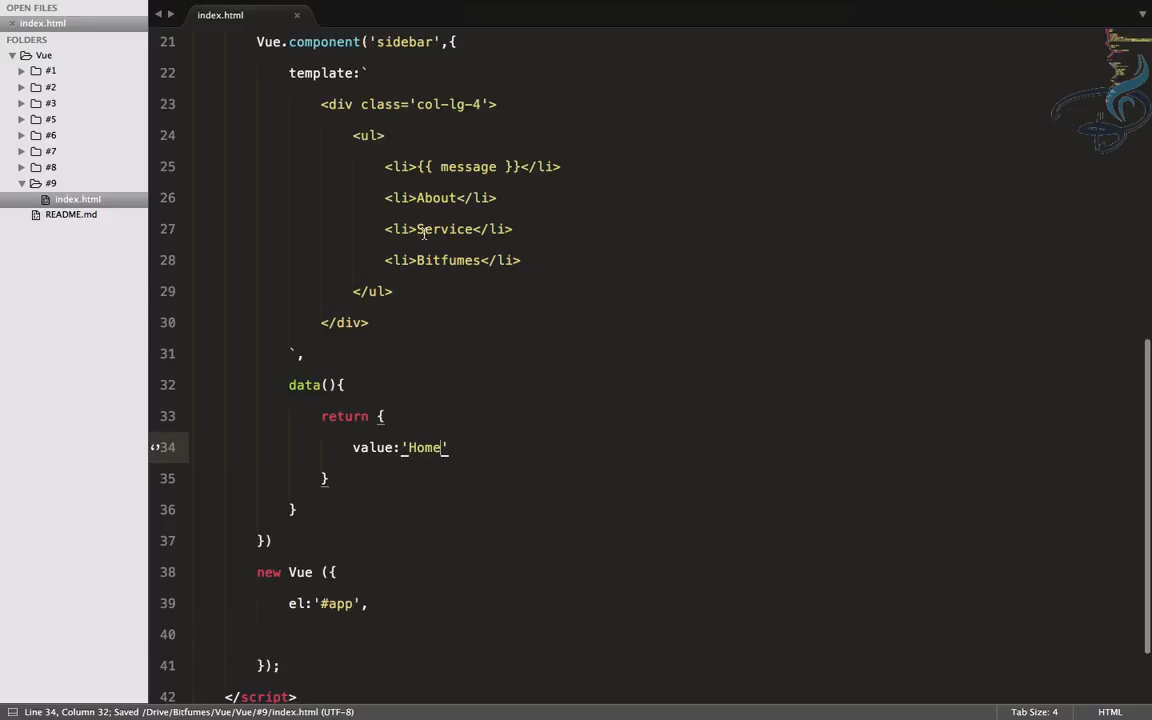 OPEN FILES
× index.html
FOLDERS
Vue
#1
#2
#3
#5
#6
#7
#8
#9
index.html
README.md
index.html ×
21 Vue.component('sidebar',{
22 template:`
23 <div class='col-lg-4'>
24 <ul>
25 <li>{{ message }}</li>
26 <li>About</li>
27 <li>Service</li>
28 <li>Bitfumes</li>
29 </ul>
30 </div>
31 `,
32 data(){
33 return {
34 value:'Home'
35 }
36 }
37 })
38 new Vue ({
39 el:'#app',
40
41 });
42 </script>
Line 34, Column 32; Saved /Drive/Bitfumes/Vue/Vue/#9/index.html (UTF-8)
Tab Size: 4
HTML